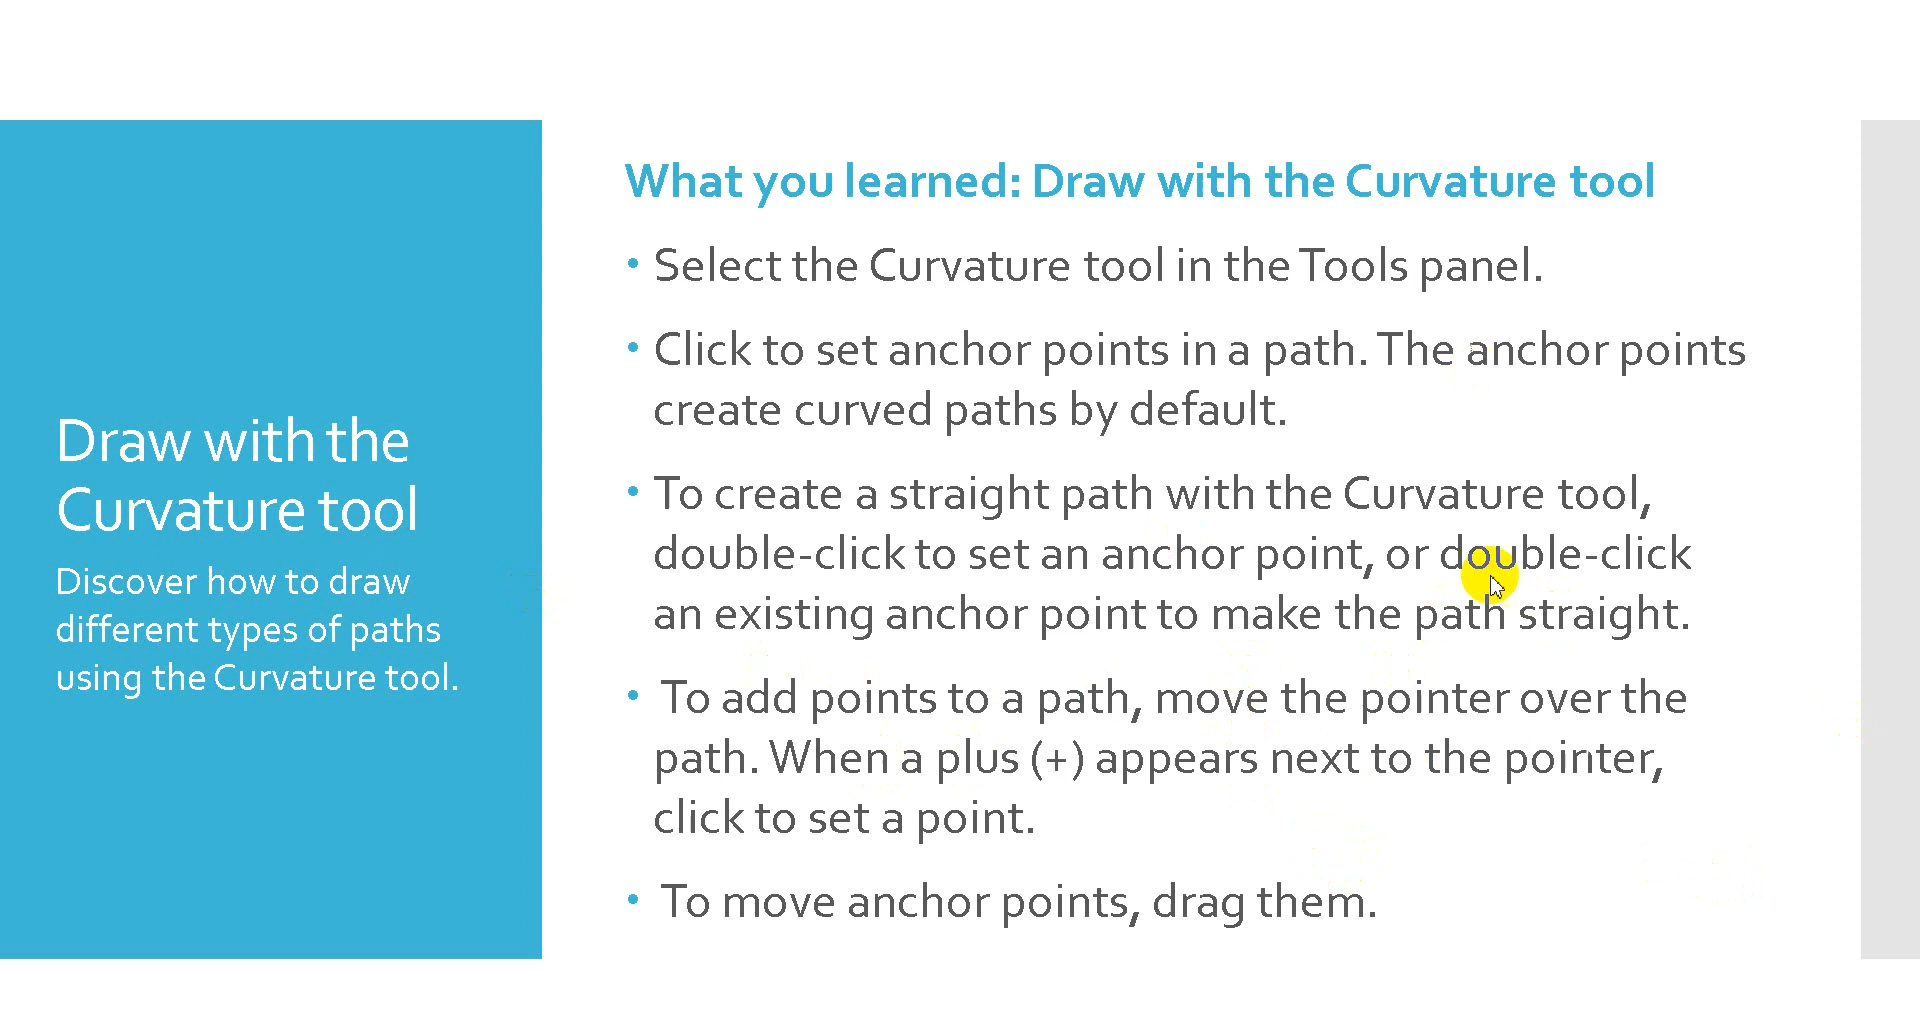 Draw with the
Curvature tool
Discover how to draw
different types of paths
using the Curvature tool.
What you learned: Draw with the Curvature tool
• Select the Curvature tool in the Tools panel.
• Click to set anchor points in a path. The anchor points
create curved paths by default.
• To create a straight path with the Curvature tool,
double-click to set an anchor point, or double-click
an existing anchor point to make the path straight.
• To add points to a path, move the pointer over the
path. When a plus (+) appears next to the pointer,
click to set a point.
• To move anchor points, drag them.